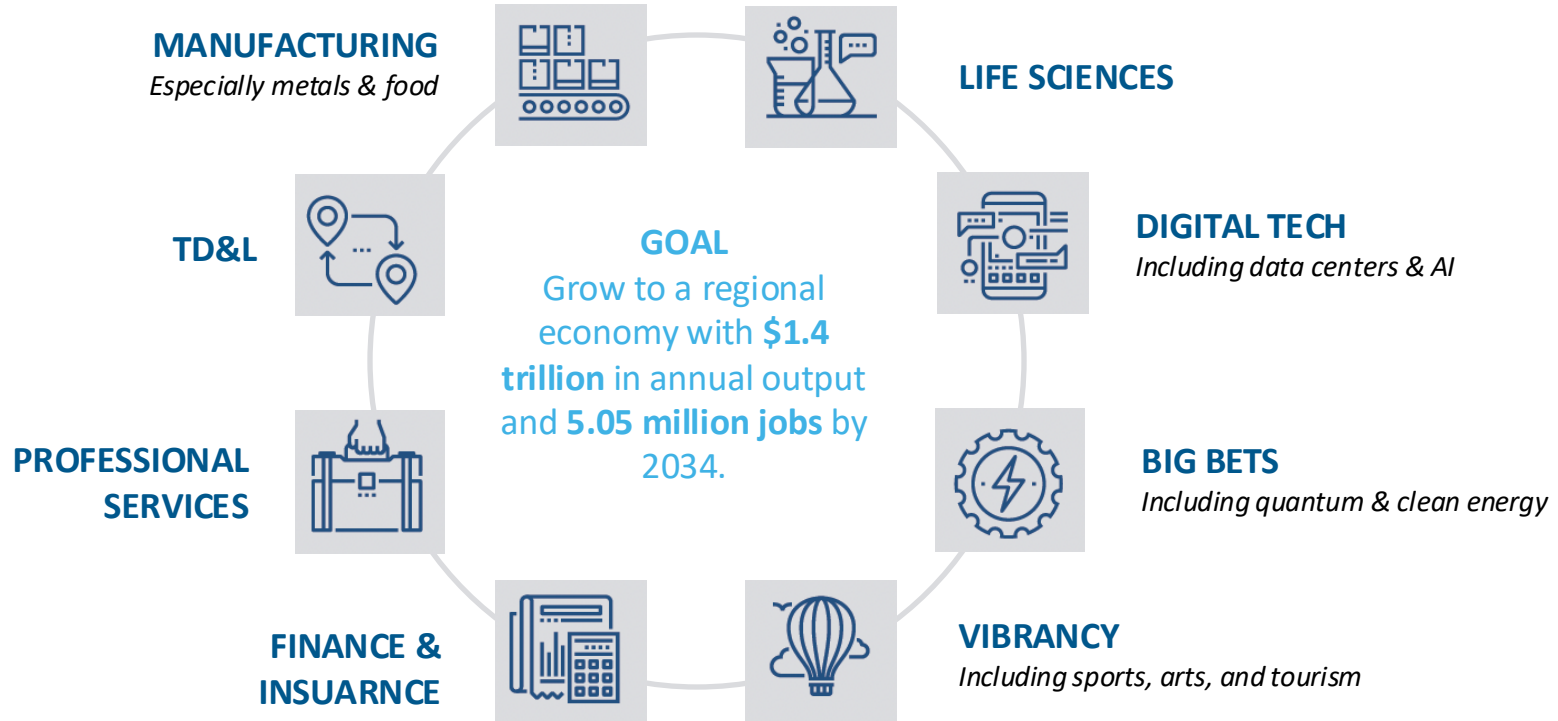 MANUFACTURING
Especially metals & food
LIFE SCIENCES
TD&L
DIGITAL TECH
Including data centers & AI
GOAL
Grow to a regional
economy with $1.4
trillion in annual output
and 5.05 million jobs by
2034.
PROFESSIONAL
SERVICES
BIG BETS
Including quantum & clean energy
FINANCE &
INSUARNCE
VIBRANCY
Including sports, arts, and tourism